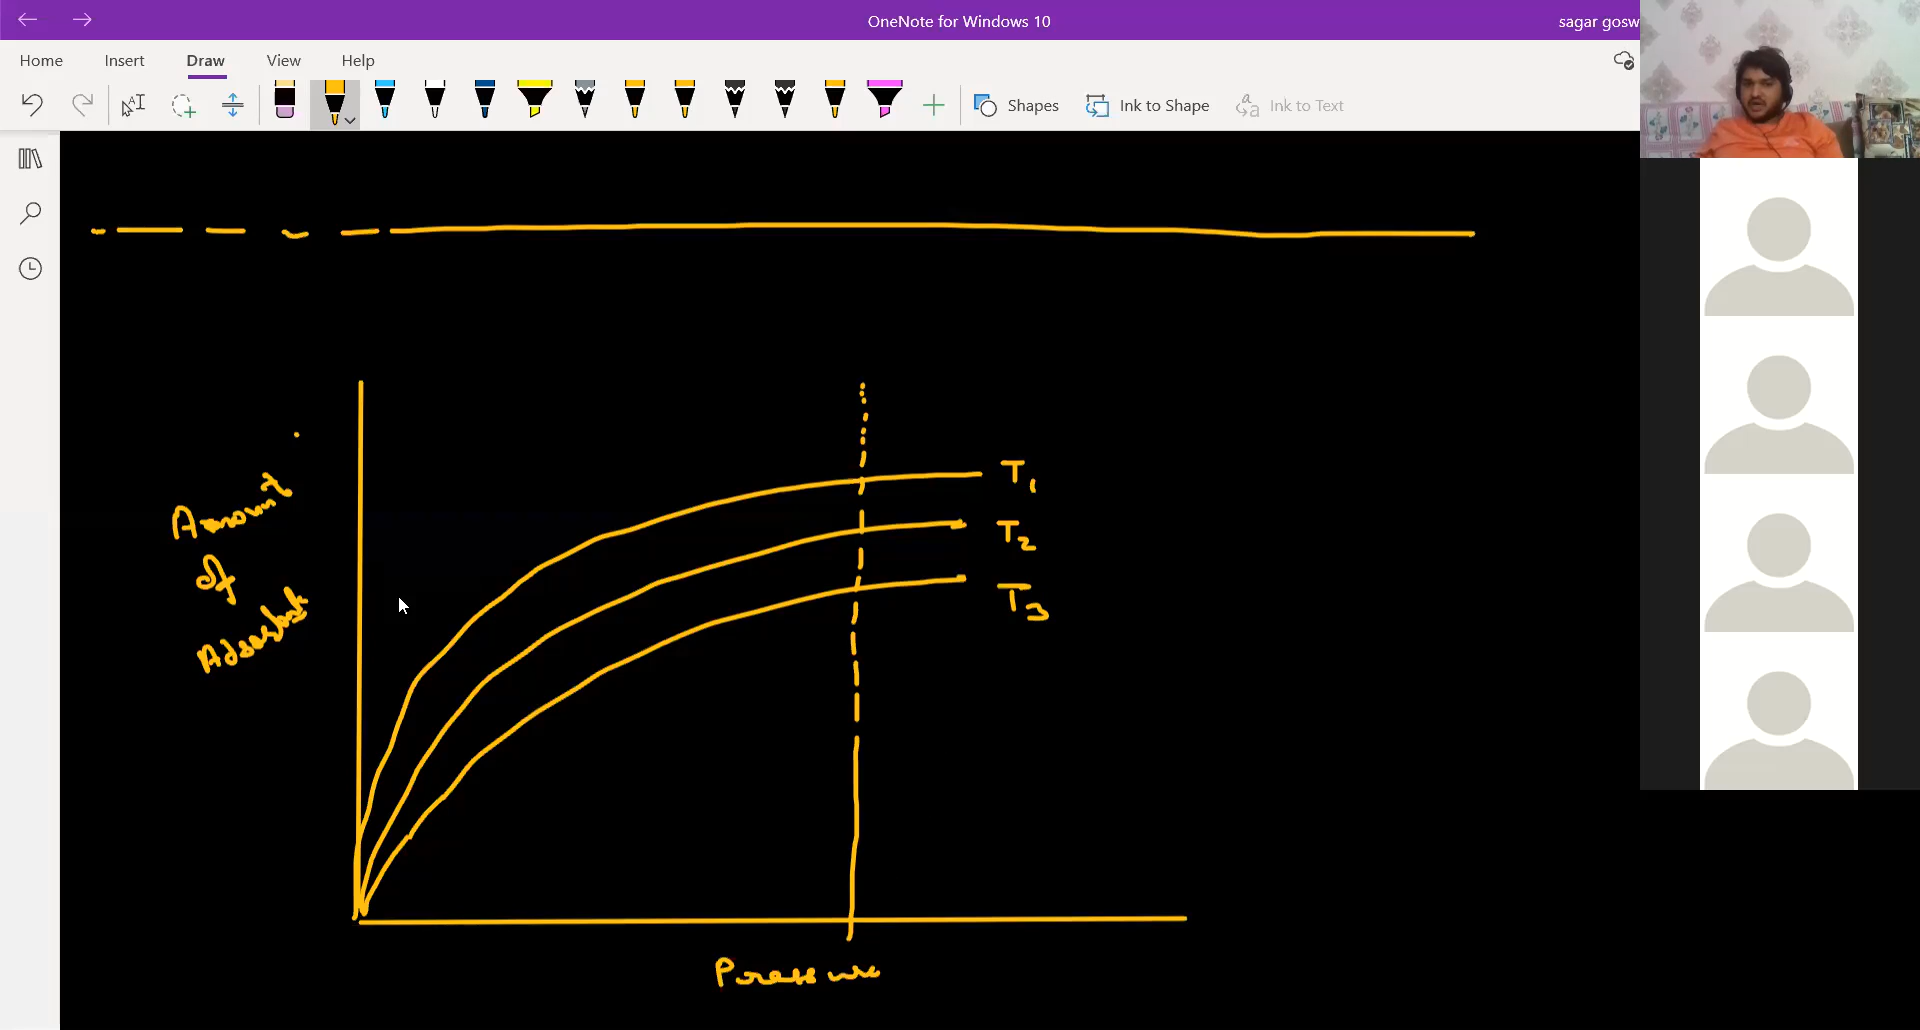 OneNote for Windows 10
sagar gosw
Home Insert Draw View Help
Shapes Ink to Shape Ink to Text
Amount
of
T1
T2
T3
Pressure